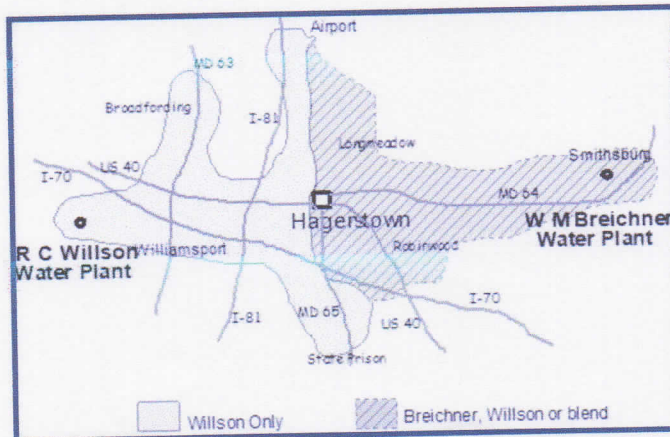 Airport
MD 63
Broadfording
I-81
Longmeadow
Smithsburg
I-70
US 40
MD 64
Hagerstown
R C Willson
Water Plant
Williamsport
Robinwood
W M Breichner
Water Plant
I-81
MD 65
US 40
I-70
State Prison
Willson Only
Breichner, Willson or blend